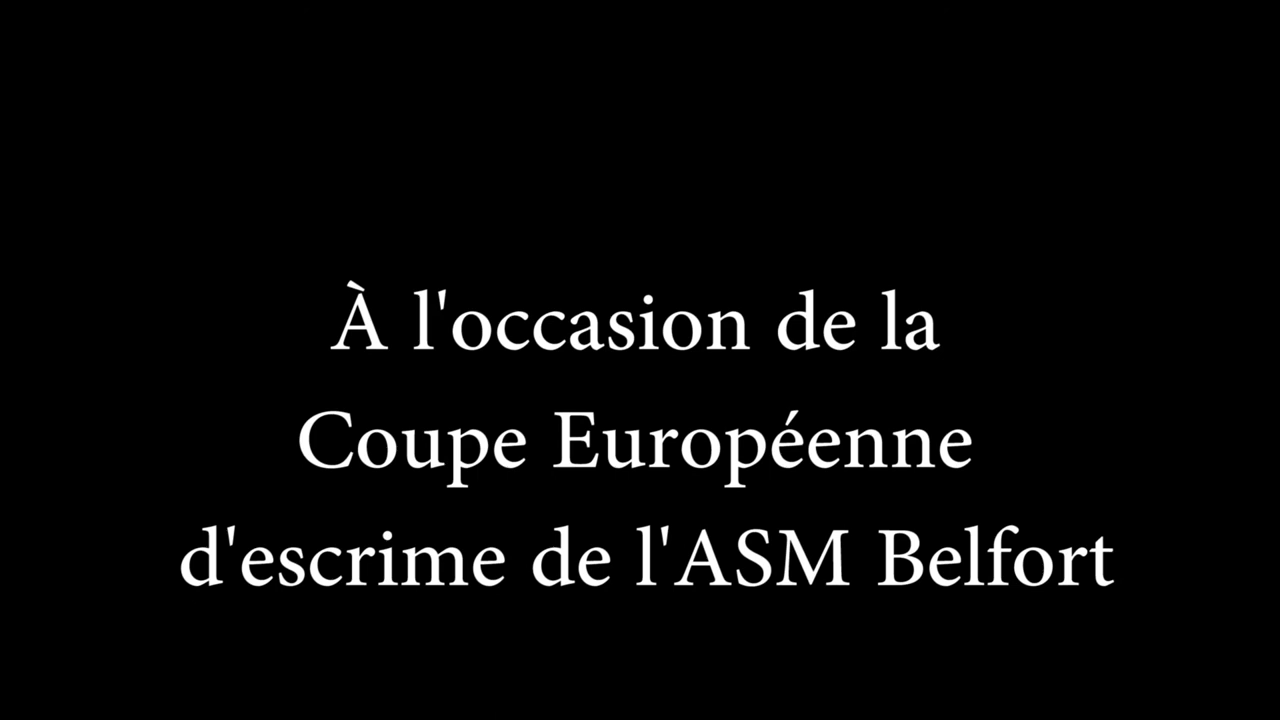 À l'occasion de la
Coupe Européenne
d'escrime de l'ASM Belfort